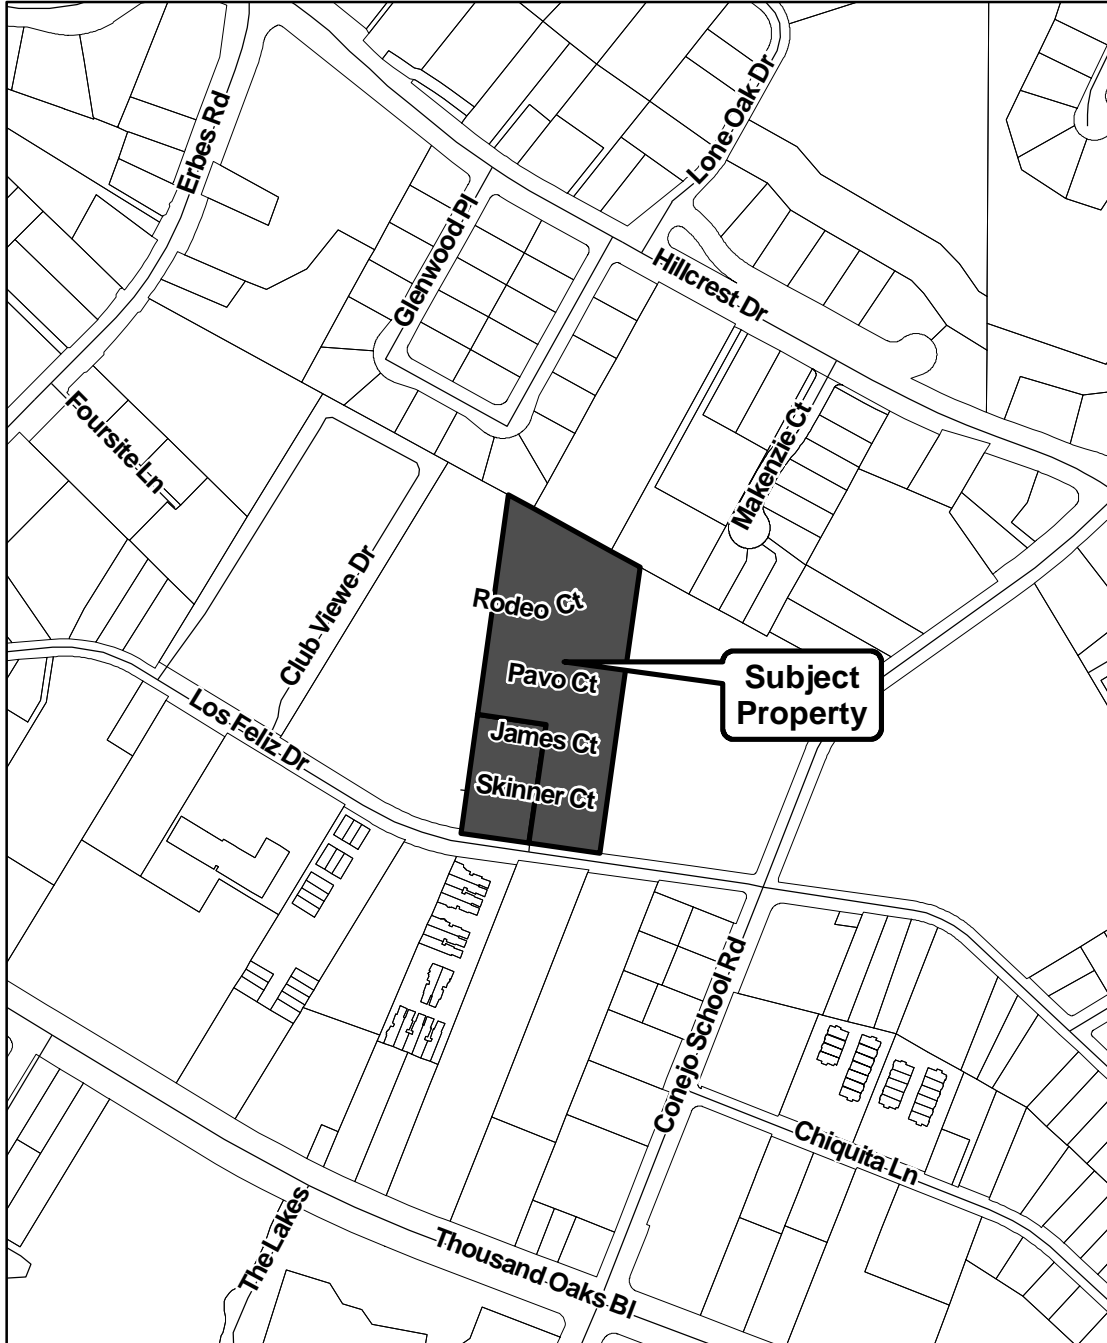 Lone Oak Dr
Erbes Rd
Glenwood Pl
Hillcrest Dr
Foursite Ln
Makenzie Ct
Club Viewe Dr
Rodeo Ct
Pavo Ct
Subject
Property
Los Feliz Dr
James Ct
Skinner Ct
Conejo School Rd
Chiquita Ln
The Lakes
Thousand Oaks Bl